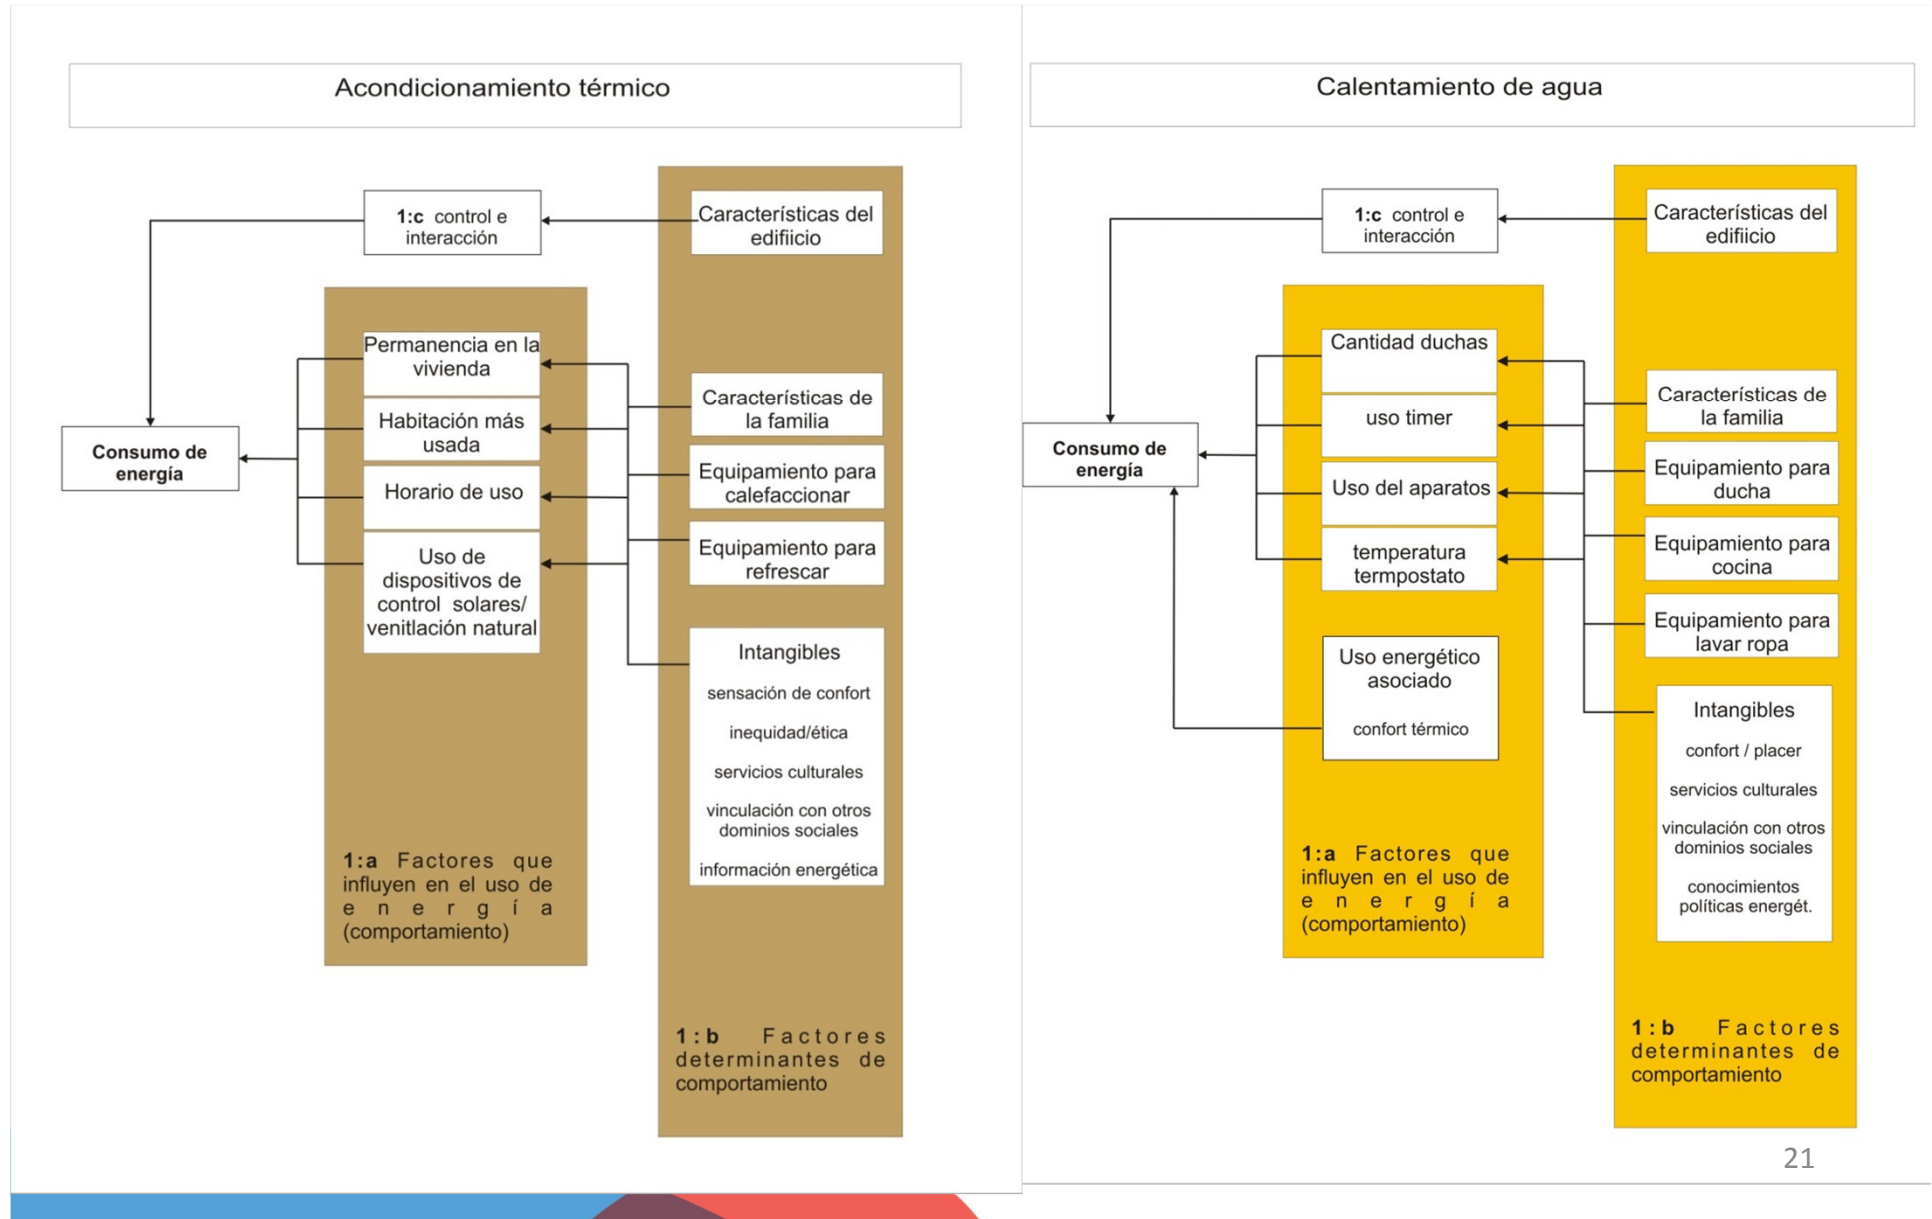 Acondicionamiento térmico
1:c control e
interacción
Características del
edifiicio
Permanencia en la
vivienda
Habitación más
usada
Horario de uso
Uso de
dispositivos de
control solares/
venitlación natural
Consumo de
energía
Características de
la familia
Equipamiento para
calefaccionar
Equipamiento para
refrescar
Intangibles
sensación de confort
inequidad/ética
servicios culturales
vinculación con otros
dominios sociales
información energética
1:a Factores que
influyen en el uso de
energía
(comportamiento)
1:b Factores
determinantes de
comportamiento
Calentamiento de agua
1:c control e
interacción
Características del
edifiicio
Cantidad duchas
uso timer
Uso del aparatos
temperatura
termpostato
Consumo de
energía
Uso energético
asociado
confort térmico
Características de
la familia
Equipamiento para
ducha
Equipamiento para
cocina
Equipamiento para
lavar ropa
Intangibles
confort / placer
servicios culturales
vinculación con otros
dominios sociales
conocimientos
políticas energét.
1:a Factores que
influyen en el uso de
energía
(comportamiento)
1:b Factores
determinantes de
comportamiento
21